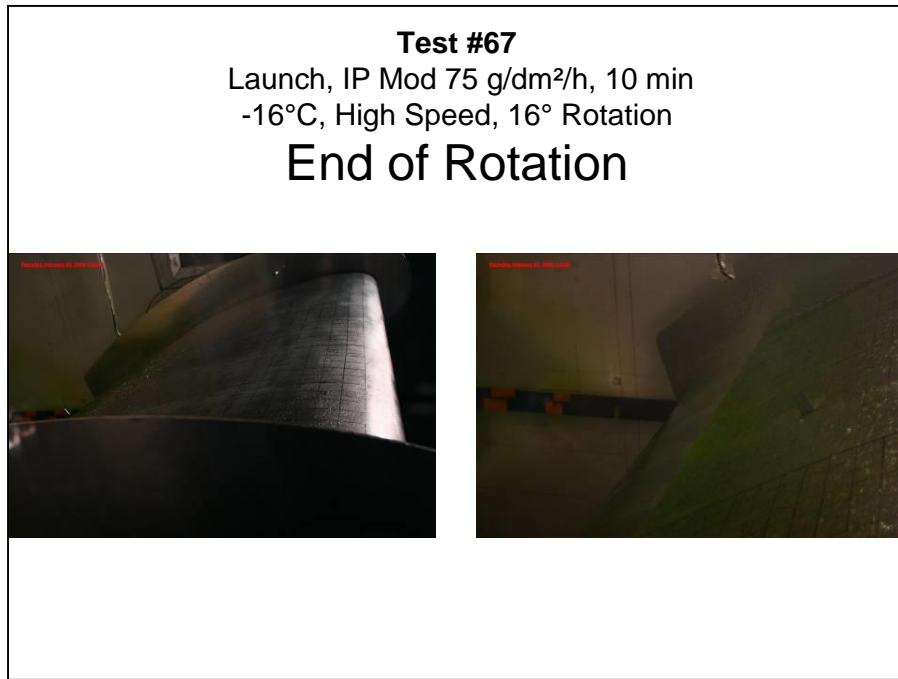 Test #67
Launch, IP Mod 75 g/dm²/h, 10 min
-16°C, High Speed, 16° Rotation
End of Rotation